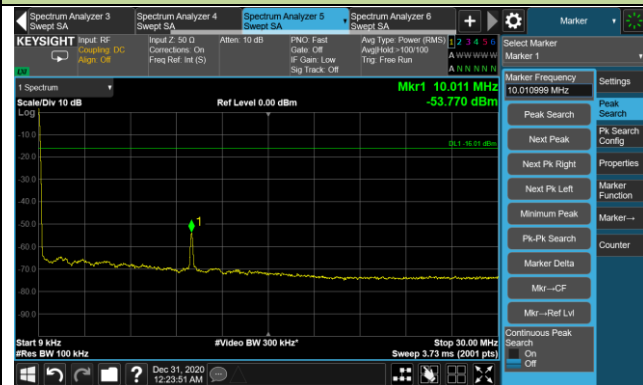 Spectrum Analyzer 3
Swept SA
Spectrum Analyzer 4
Swept SA
Spectrum Analyzer 5
Swept SA
Spectrum Analyzer 6
Swept SA
+
Marker
KEYSIGHT
Input: RF
Coupling: DC
Align: Off
Input Z: 50 Ω
Corrections: On
Freq Ref: Int (S)
Atten: 10 dB
PNO: Fast
Gate: Off
IF Gain: Low
Sig Track: Off
Avg Type: Power (RMS)
Avg|Hold:>100/100
Trig: Free Run
1 2 3 4 5 6
A W W W W W
A N N N N N
Select Marker
Marker 1
1 Spectrum
Scale/Div 10 dB
Log
Ref Level 0.00 dBm
Mkr1 10.011 MHz
-53.770 dBm
DL1 -16.01 dBm
-10.0
-20.0
-30.0
-40.0
-50.0
-60.0
-70.0
-80.0
-90.0
1
Start 9 kHz
#Res BW 100 kHz
#Video BW 300 kHz*
Stop 30.00 MHz
Sweep 3.73 ms (2001 pts)
Marker Frequency
10.010999 MHz
Peak Search
Next Peak
Next Pk Right
Next Pk Left
Minimum Peak
Pk-Pk Search
Marker Delta
Mkr→CF
Mkr→Ref Lvl
Continuous Peak
Search
On
Off
Settings
Peak
Search
Pk Search
Config
Properties
Marker
Function
Marker→
Counter
?
Dec 31, 2020
12:23:51 AM